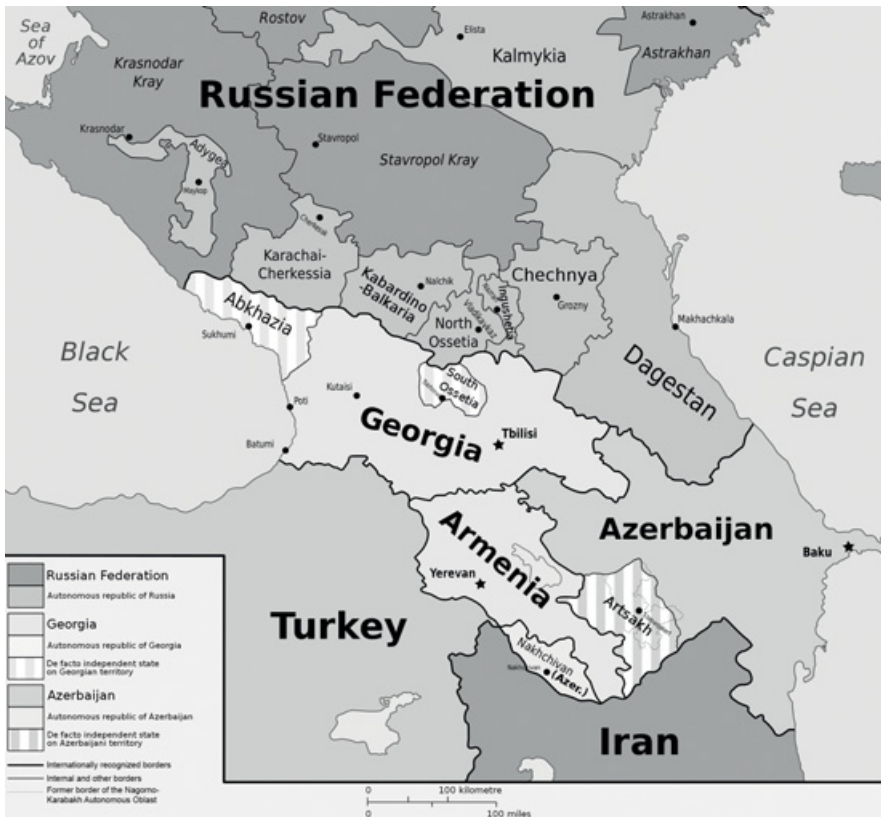 Sea
of
Azov
Rostov
Elista
Astrakhan
Krasnodar
Kray
Kalmykia
Astrakhan
Russian Federation
Krasnodar
Adygea
Stavropol
Stavropol Kray
Maykop
Cherkessk
Karachai-
Cherkessia
Kabardino
-Balkaria
Nalchik
Ingushetia
Chechnya
Vladikavkaz
Grozny
North
Ossetia
Abkhazia
Sukhumi
Makhachkala
Black
Sea
Caspian
Sea
Dagestan
South
Ossetia
Kutaisi
Poti
Georgia
Tbilisi
Batumi
Armenia
Azerbaijan
Baku
Yerevan
Artsakh
Turkey
Nakhchivan
Nakhchivan
(Azer.)
Iran
Russian Federation
Autonomous republic of Russia
Georgia
Autonomous republic of Georgia
De facto independent state
on Georgian territory
Azerbaijan
Autonomous republic of Azerbaijan
De facto independent state
on Azerbaijani territory
Internationally recognized borders
Internal and other borders
Former border of the Nagorno-
Karabakh Autonomous Oblast
0 100 kilometre
0 100 miles